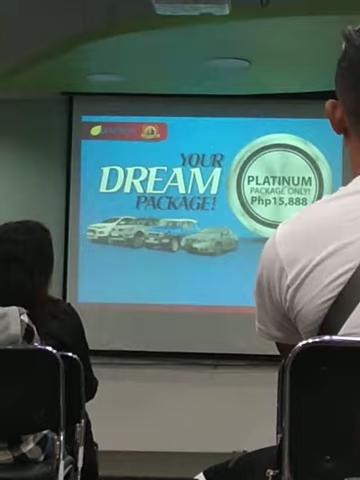 YOUR
DREAM
PACKAGE!
PLATINUM
PACKAGE ONLY!
Php15,888